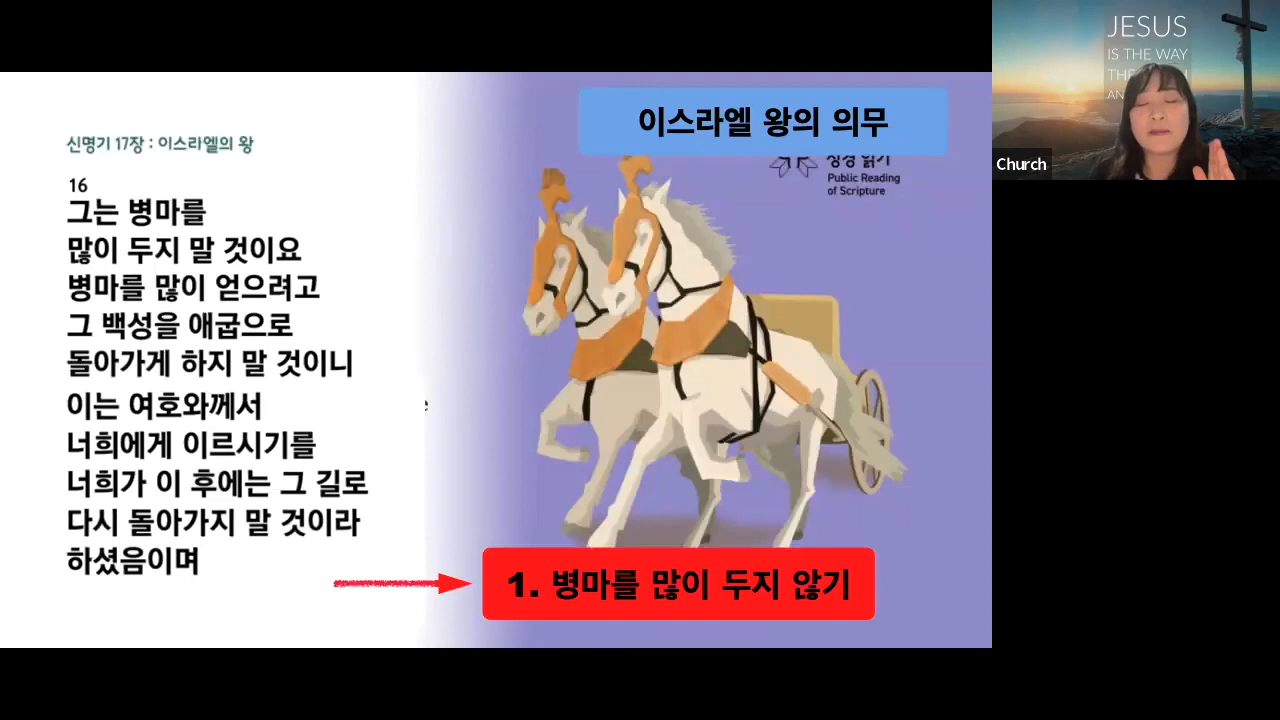 신명기 17장 : 이스라엘의 왕
16
그는 병마를
많이 두지 말 것이요
병마를 많이 얻으려고
그 백성을 애굽으로
돌아가게 하지 말 것이니
이는 여호와께서
너희에게 이르시기를
너희가 이 후에는 그 길로
다시 돌아가지 말 것이라
하셨음이며
이스라엘 왕의 의무
읽기
Public Reading
of Scripture
1. 병마를 많이 두지 않기
JESUS
IS THE WAY
Church